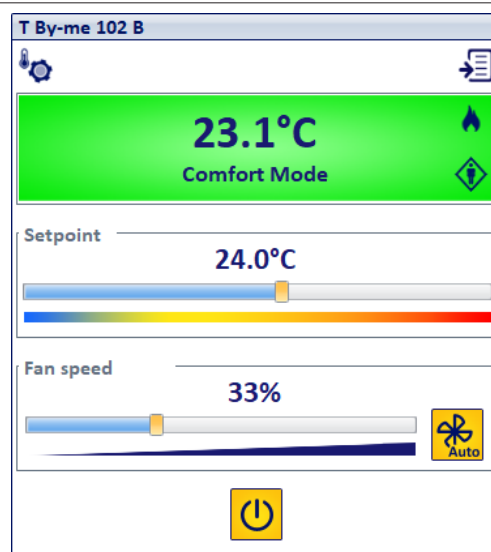 T By-me 102 B
23.1°C
Comfort Mode
Setpoint
24.0°C
Fan speed
33%
Auto